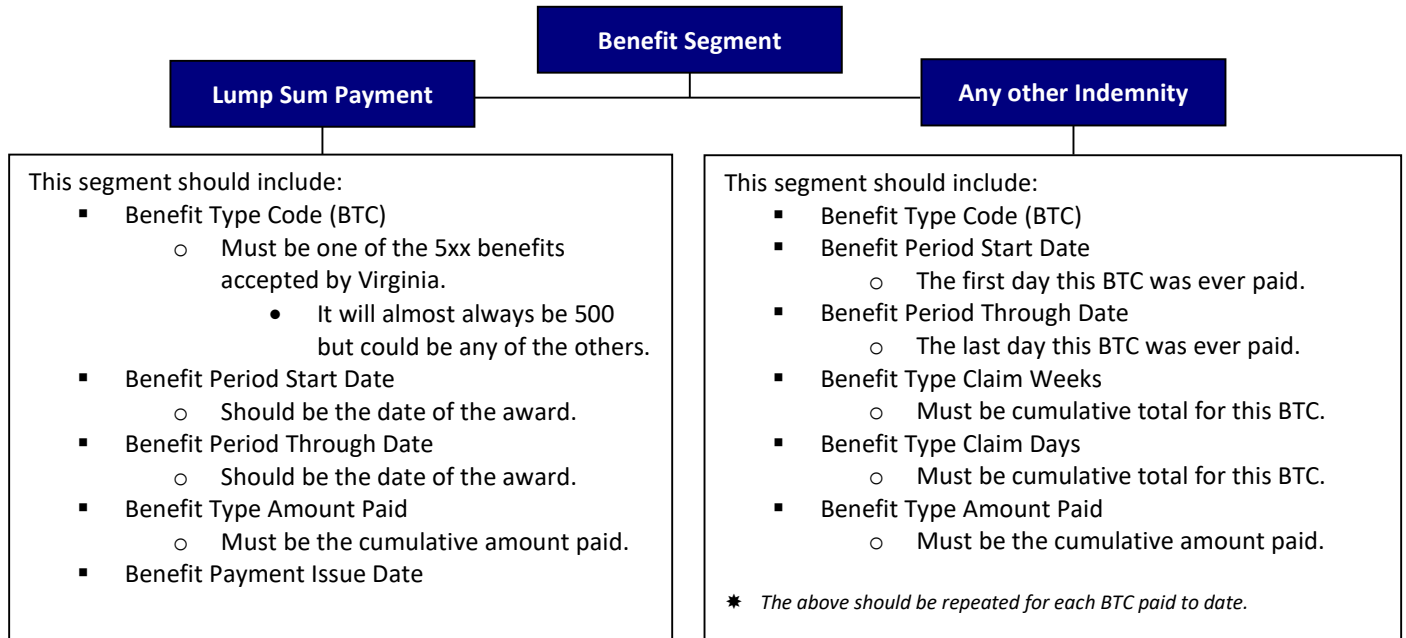 Benefit Segment
Lump Sum Payment
Any other Indemnity
This segment should include:
▪ Benefit Type Code (BTC)
o Must be one of the 5xx benefits
accepted by Virginia.
• It will almost always be 500
but could be any of the others.
▪ Benefit Period Start Date
o Should be the date of the award.
▪ Benefit Period Through Date
o Should be the date of the award.
▪ Benefit Type Amount Paid
o Must be the cumulative amount paid.
▪ Benefit Payment Issue Date
This segment should include:
▪ Benefit Type Code (BTC)
▪ Benefit Period Start Date
o The first day this BTC was ever paid.
▪ Benefit Period Through Date
o The last day this BTC was ever paid.
▪ Benefit Type Claim Weeks
o Must be cumulative total for this BTC.
▪ Benefit Type Claim Days
o Must be cumulative total for this BTC.
▪ Benefit Type Amount Paid
o Must be the cumulative amount paid.
✸ The above should be repeated for each BTC paid to date.